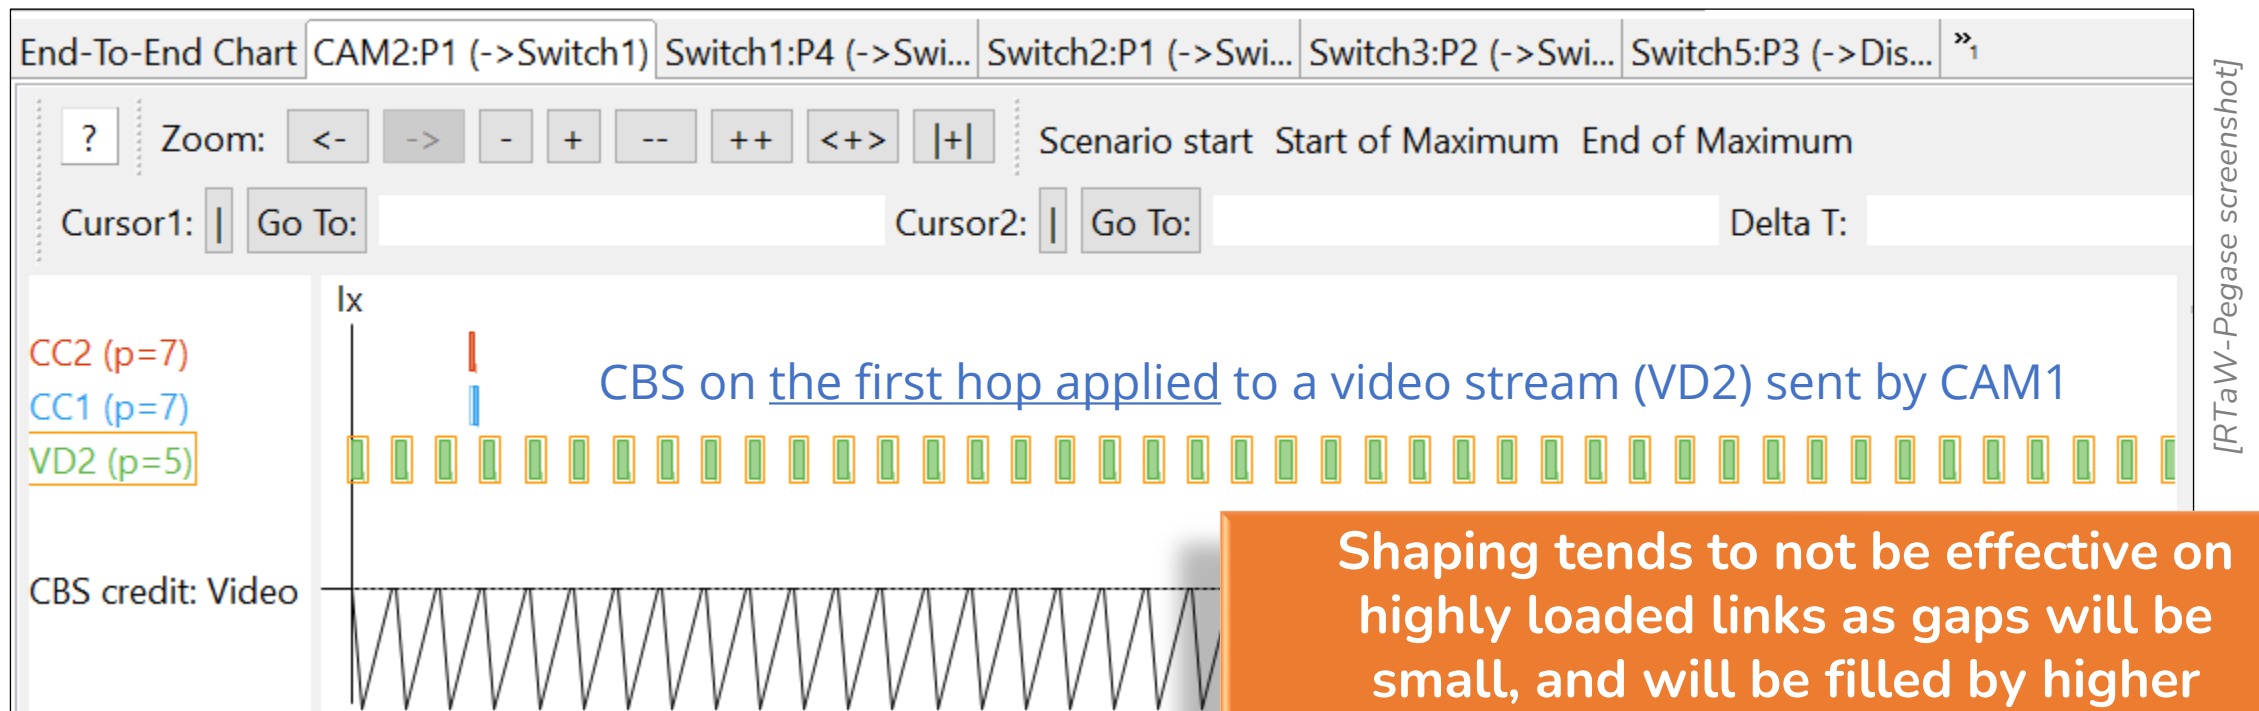 End-To-End Chart CAM2:P1 (->Switch1) Switch1:P4 (->Swi... Switch2:P1 (->Swi... Switch3:P2 (->Swi... Switch5:P3 (->Dis... »1
? Zoom: <- -> - + -- ++ <+> |+| Scenario start Start of Maximum End of Maximum
Cursor1: | Go To: Cursor2: | Go To: Delta T:
[RTaW-Pegase screenshot]
Ix
CC2 (p=7)
CC1 (p=7)
VD2 (p=5)
CBS on the first hop applied to a video stream (VD2) sent by CAM1
CBS credit: Video
Shaping tends to not be effective on
highly loaded links as gaps will be
small, and will be filled by higher